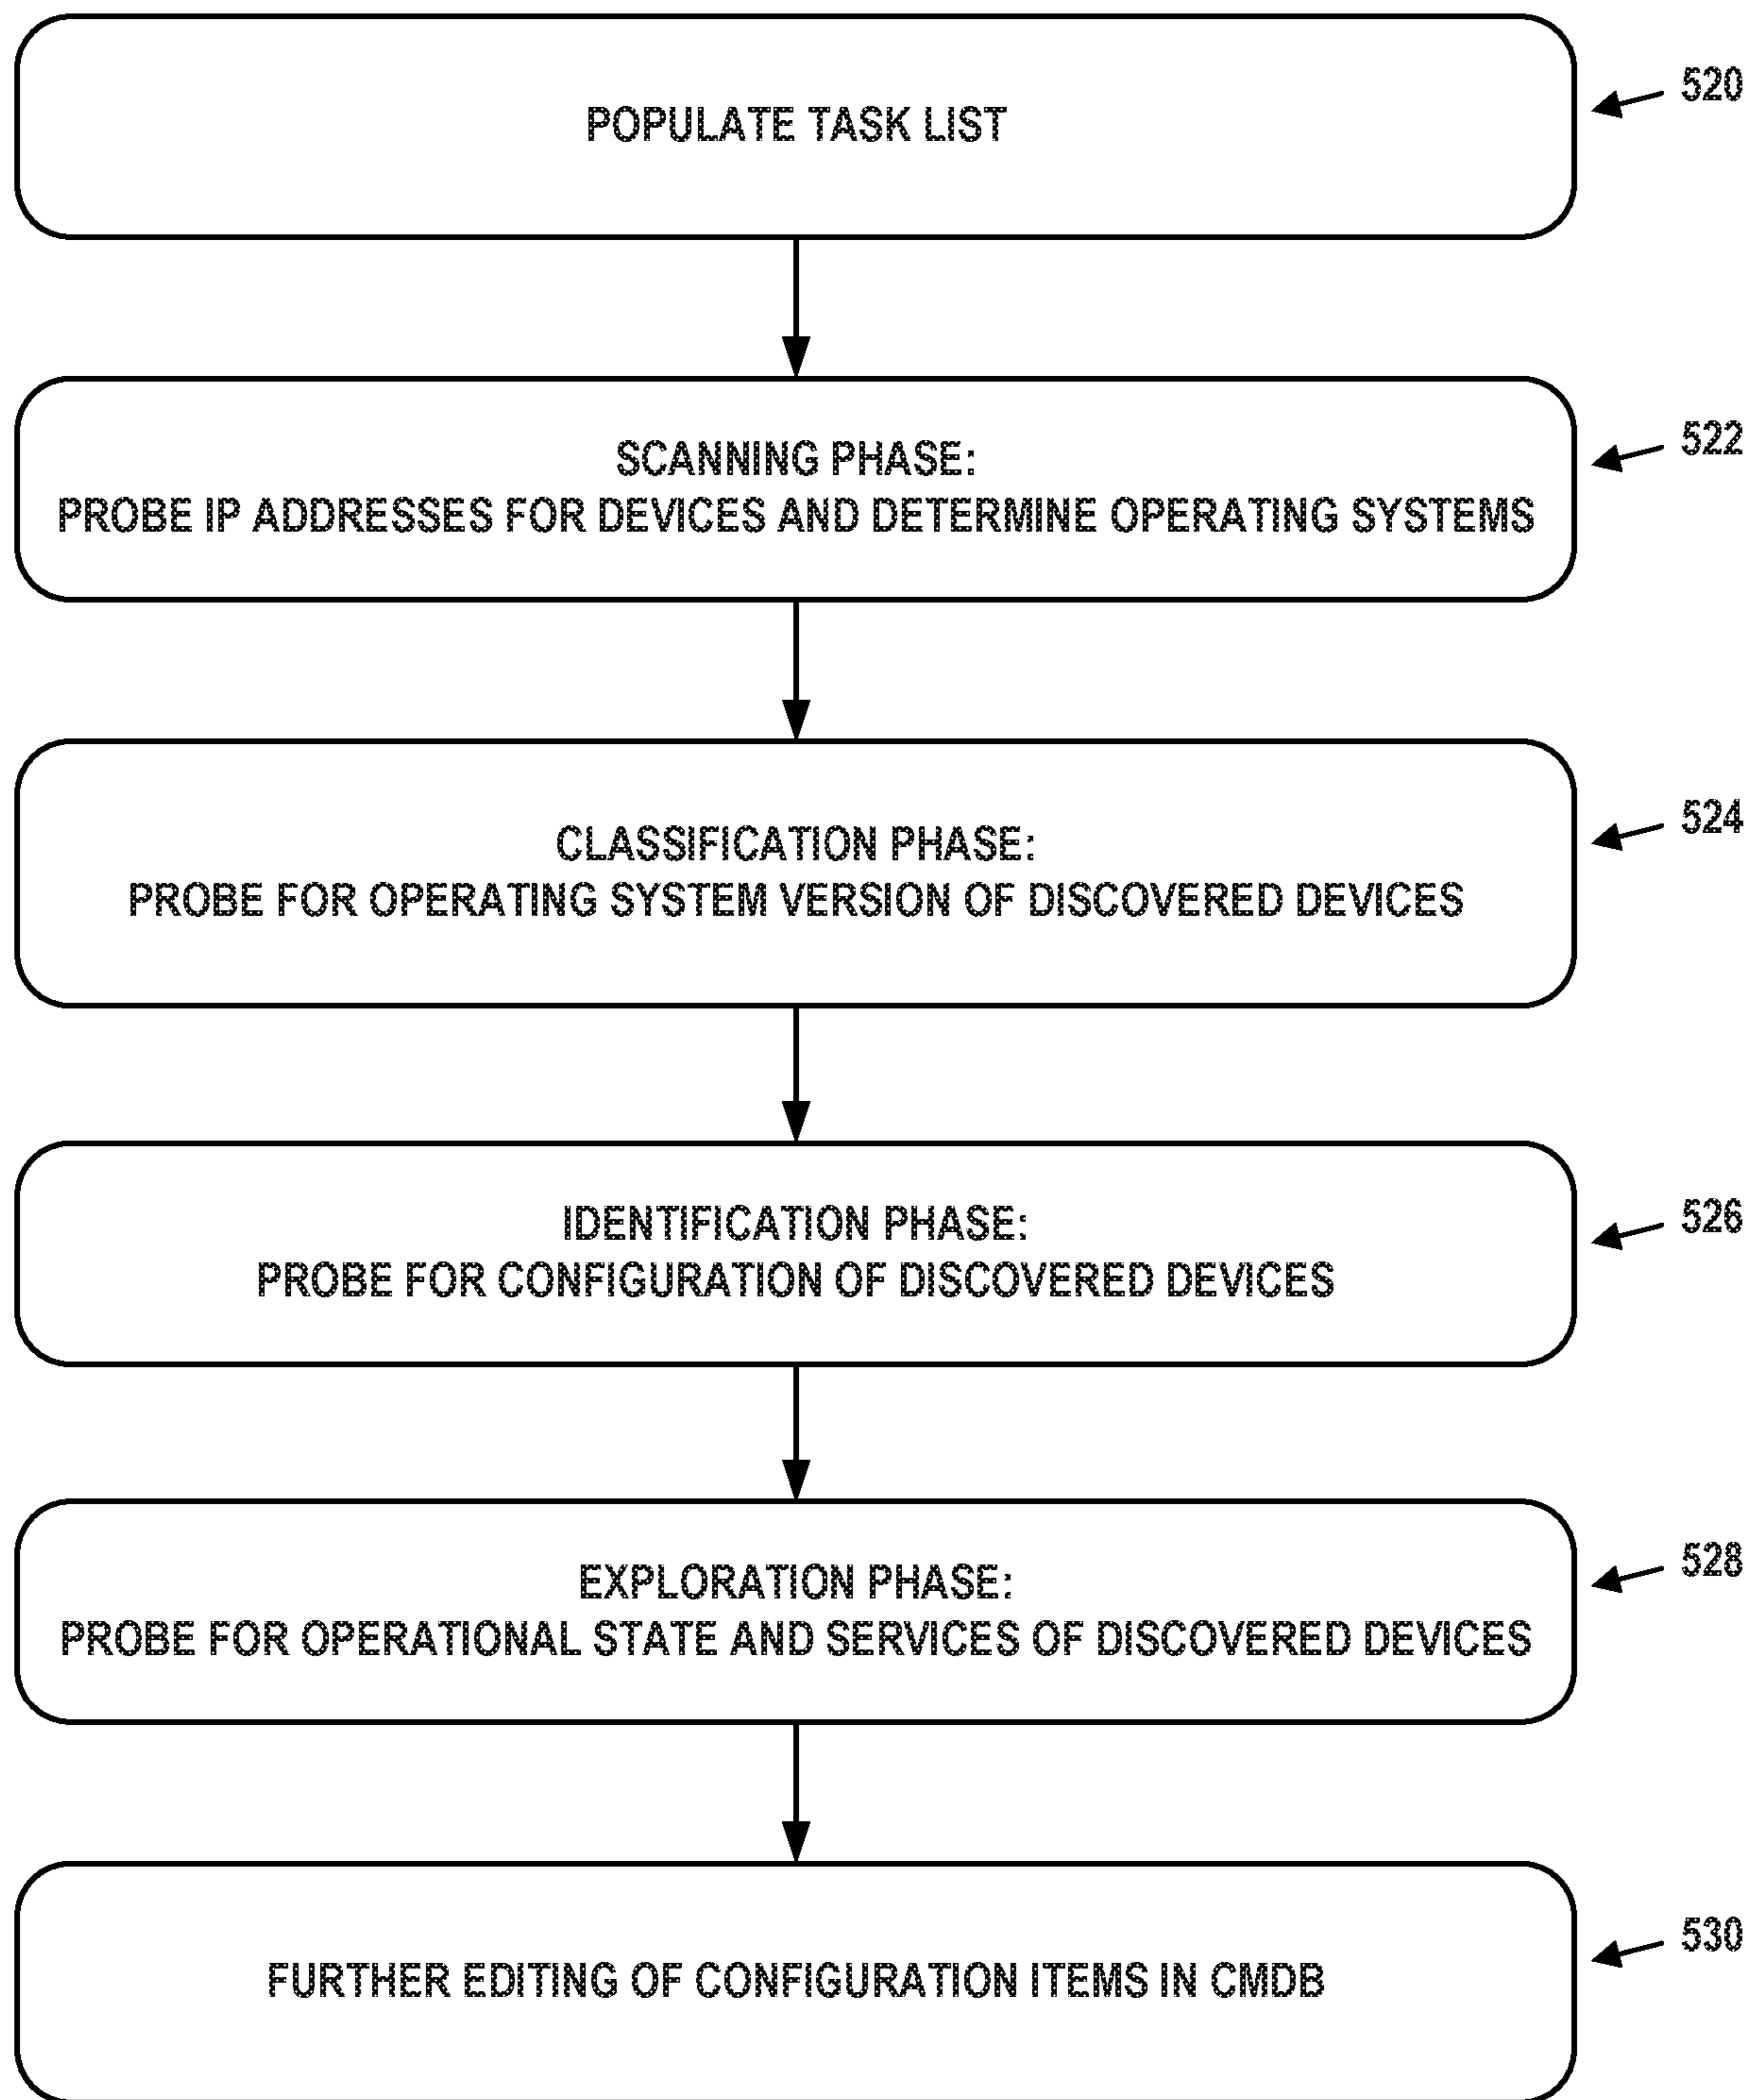 POPULATE TASK LIST
520
SCANNING PHASE:
PROBE IP ADDRESSES FOR DEVICES AND DETERMINE OPERATING SYSTEMS
522
CLASSIFICATION PHASE:
PROBE FOR OPERATING SYSTEM VERSION OF DISCOVERED DEVICES
524
IDENTIFICATION PHASE:
PROBE FOR CONFIGURATION OF DISCOVERED DEVICES
526
EXPLORATION PHASE:
PROBE FOR OPERATIONAL STATE AND SERVICES OF DISCOVERED DEVICES
528
FURTHER EDITING OF CONFIGURATION ITEMS IN CMDB
530